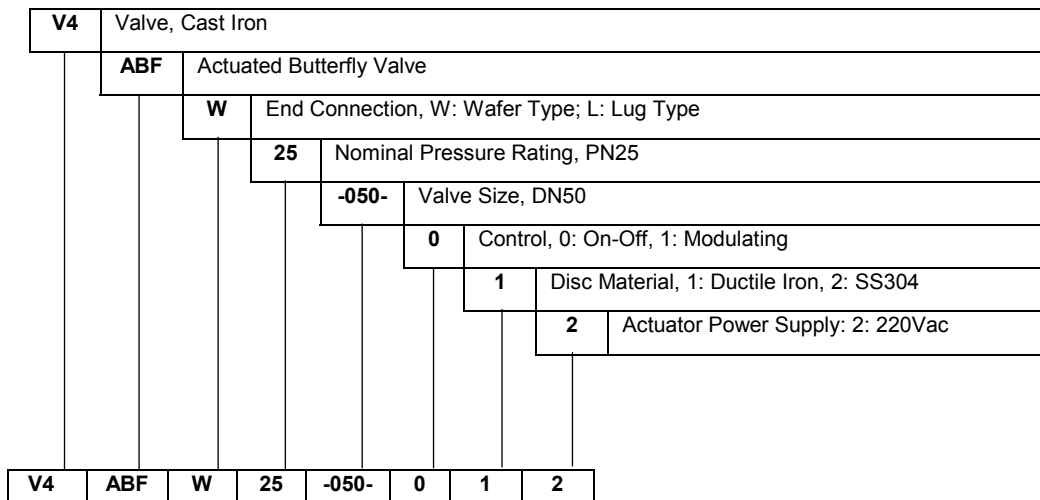 V4 Valve, Cast Iron
ABF Actuated Butterfly Valve
W End Connection, W: Wafer Type; L: Lug Type
25 Nominal Pressure Rating, PN25
-050- Valve Size, DN50
0 Control, 0: On-Off, 1: Modulating
1 Disc Material, 1: Ductile Iron, 2: SS304
2 Actuator Power Supply: 2: 220Vac
V4 ABF W 25 -050- 0 1 2